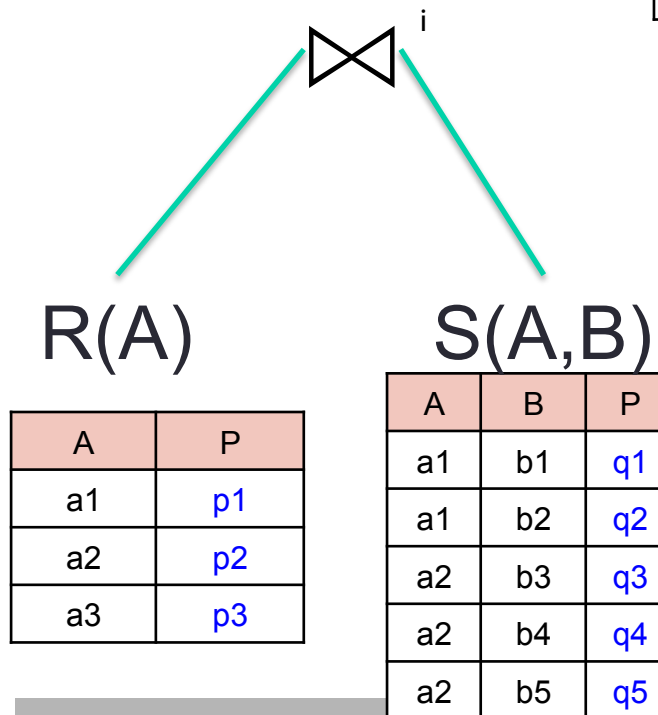 i
R(A)
S(A,B)
A P
a1 p1
a2 p2
a3 p3
A B P
a1 b1 q1
a1 b2 q2
a2 b3 q3
a2 b4 q4
a2 b5 q5